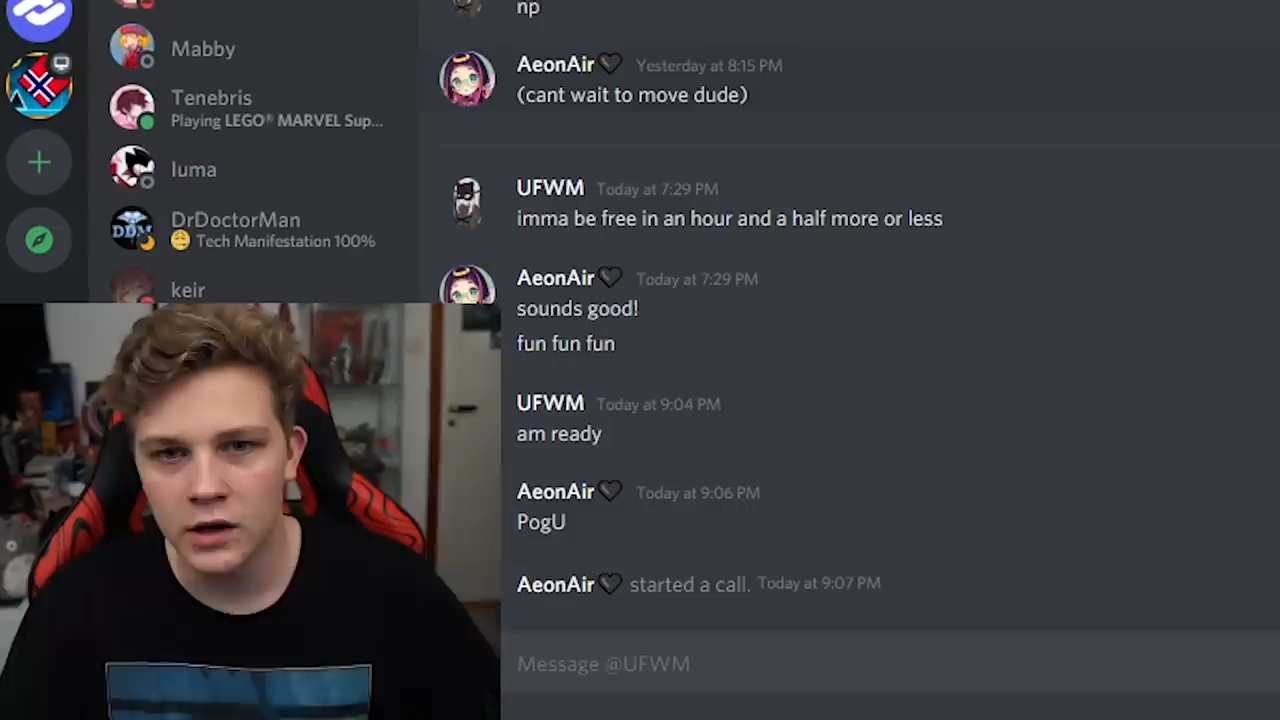 Mabby
Tenebris
Playing LEGO® MARVEL Sup...
luma
DrDoctorMan
Tech Manifestation 100%
keir
DDM
np
AeonAir🖤 Yesterday at 8:15 PM
(cant wait to move dude)
UFWM Today at 7:29 PM
imma be free in an hour and a half more or less
AeonAir🖤 Today at 7:29 PM
sounds good!
fun fun fun
UFWM Today at 9:04 PM
am ready
AeonAir🖤 Today at 9:06 PM
PogU
AeonAir🖤 started a call. Today at 9:07 PM
Message @UFWM